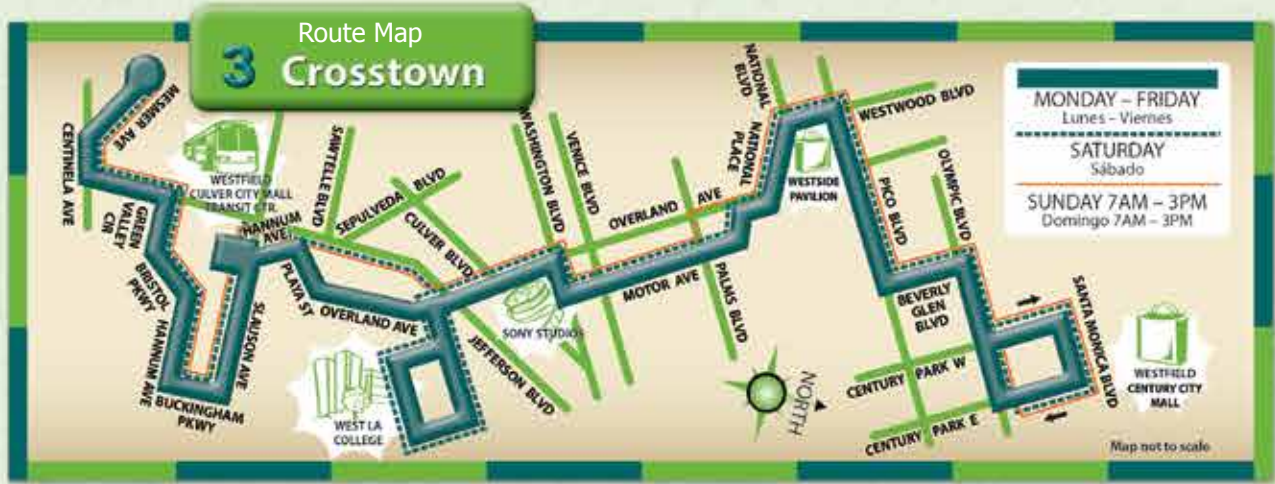 Route Map
3 Crosstown
MONDAY – FRIDAY
Lunes - Viernes
SATURDAY
Sábado
SUNDAY 7AM – 3PM
Domingo 7AM – 3PM
CENTINELA AVE
MESMER AVE
WESTFIELD
CULVER CITY MALL
TRANSIT CTR.
GREEN
VALLEY
CIR
BRISTOL
PKWY
HANNUM AVE
BUCKINGHAM
PKWY
SLAUSON AVE
HANNUM
AVE
PLAYA ST
SAWTELLE BLVD
SEPULVEDA BLVD
CULVER BLVD
OVERLAND AVE
WEST LA
COLLEGE
JEFFERSON BLVD
SONY STUDIOS
WASHINGTON BLVD
VENICE BLVD
OVERLAND AVE
MOTOR AVE
PALMS BLVD
NATIONAL
BLVD
NATIONAL
PLACE
WESTSIDE
PAVILION
WESTWOOD BLVD
PICO BLVD
OLYMPIC BLVD
BEVERLY
GLEN
BLVD
CENTURY PARK W
CENTURY PARK E
SANTA MONICA BLVD
WESTFIELD
CENTURY CITY
MALL
NORTH
Map not to scale